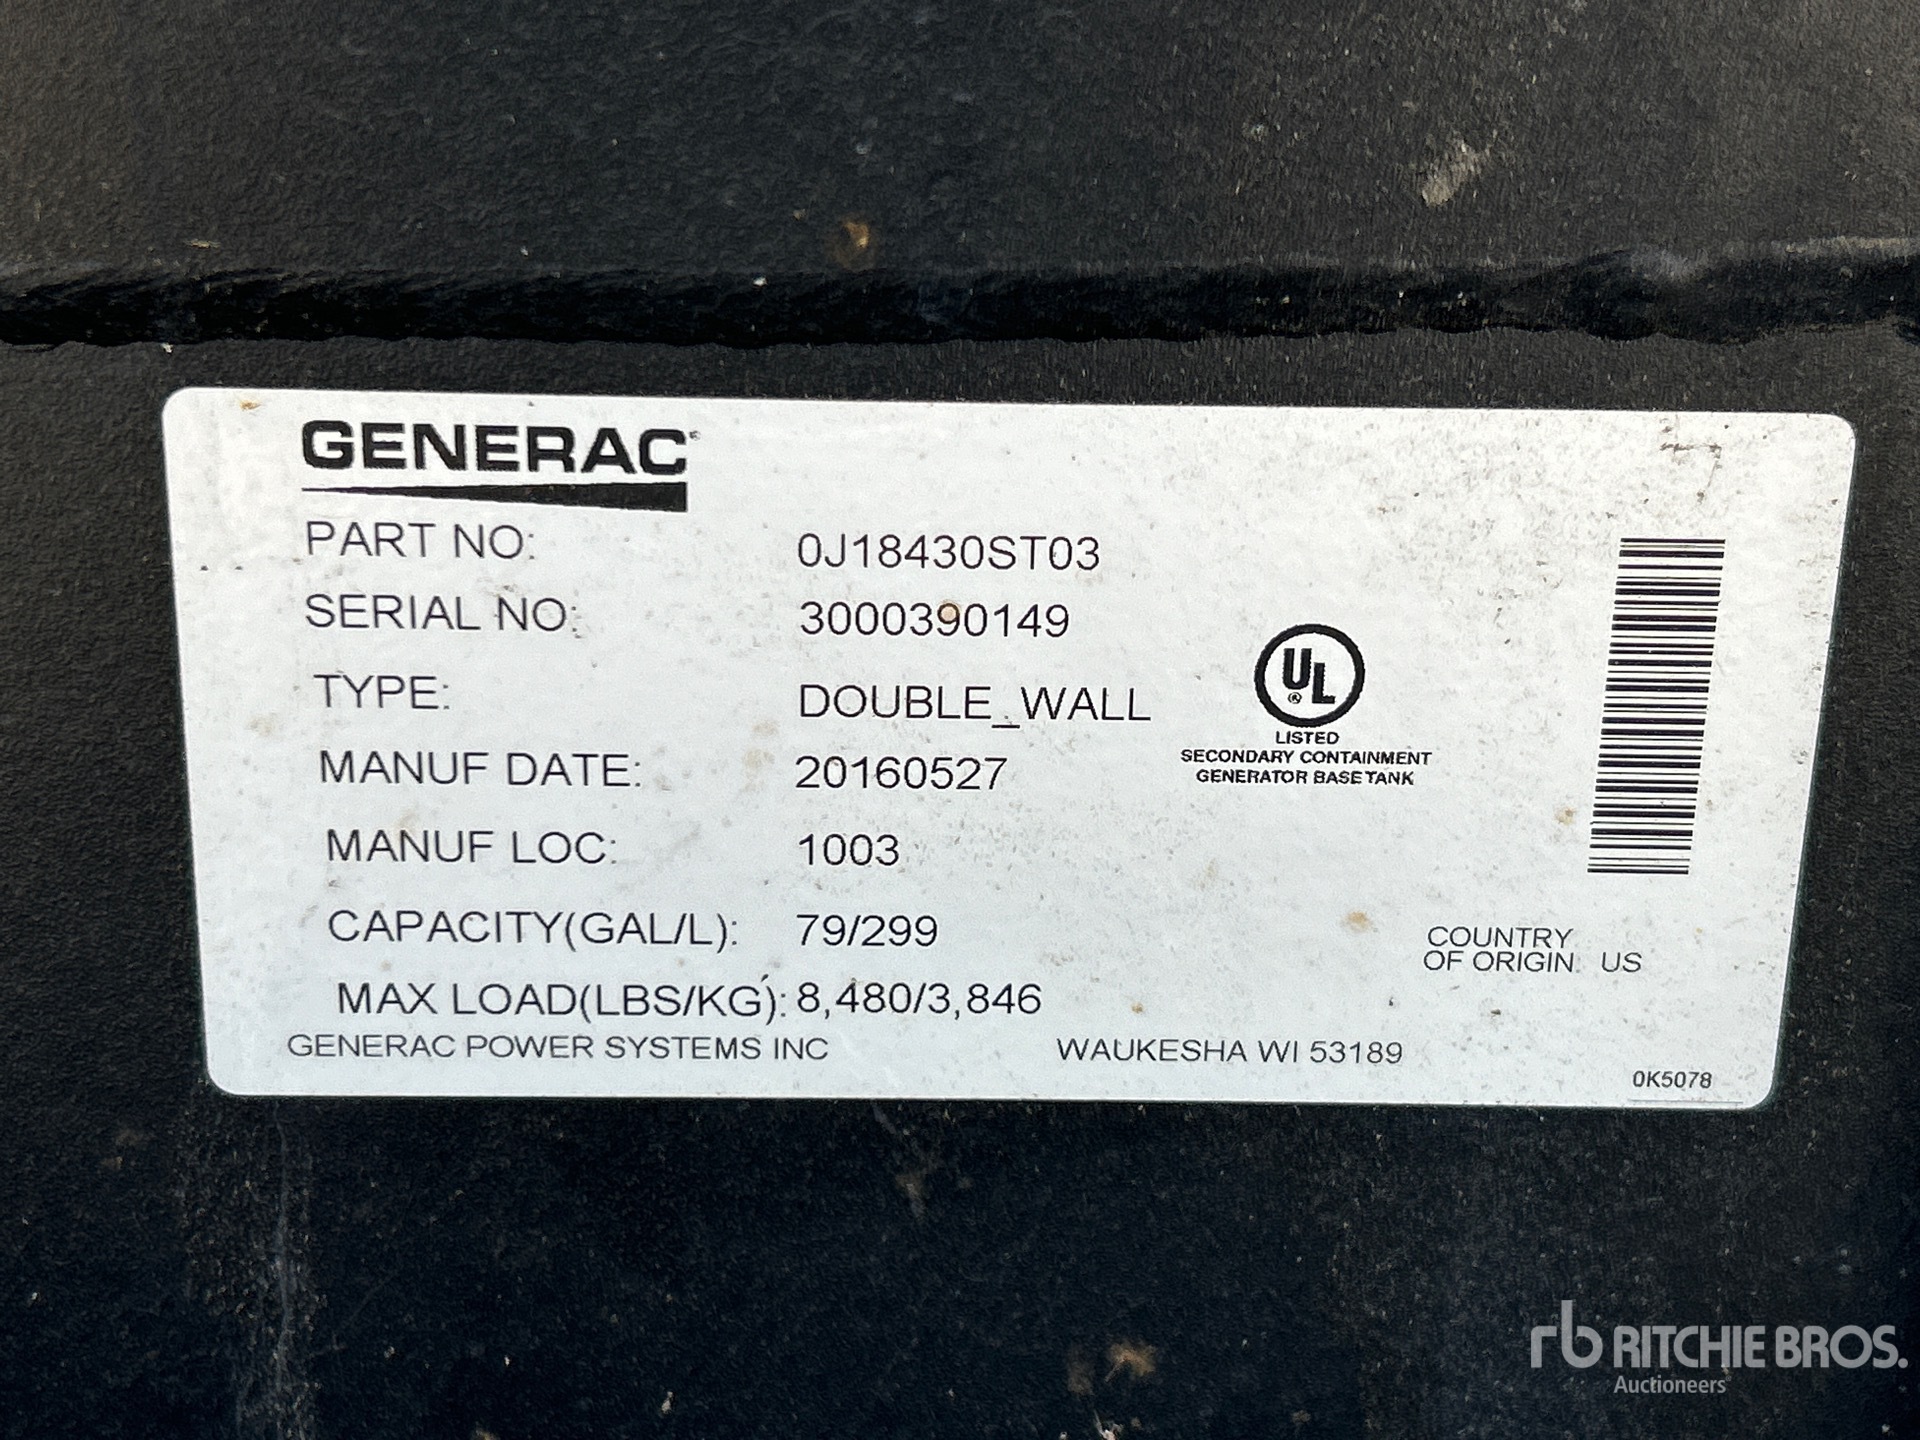 GENERAC
PART NO: 0J18430ST03
SERIAL NO: 3000390149
TYPE: DOUBLE_WALL
MANUF DATE: 20160527
MANUF LOC: 1003
CAPACITY(GAL/L): 79/299
MAX LOAD(LBS/KG): 8,480/3,846
GENERAC POWER SYSTEMS INC WAUKESHA WI 53189
UL
®
LISTED
SECONDARY CONTAINMENT
GENERATOR BASE TANK
COUNTRY
OF ORIGIN: US
0K5078
rb RITCHIE BROS.
Auctioneers